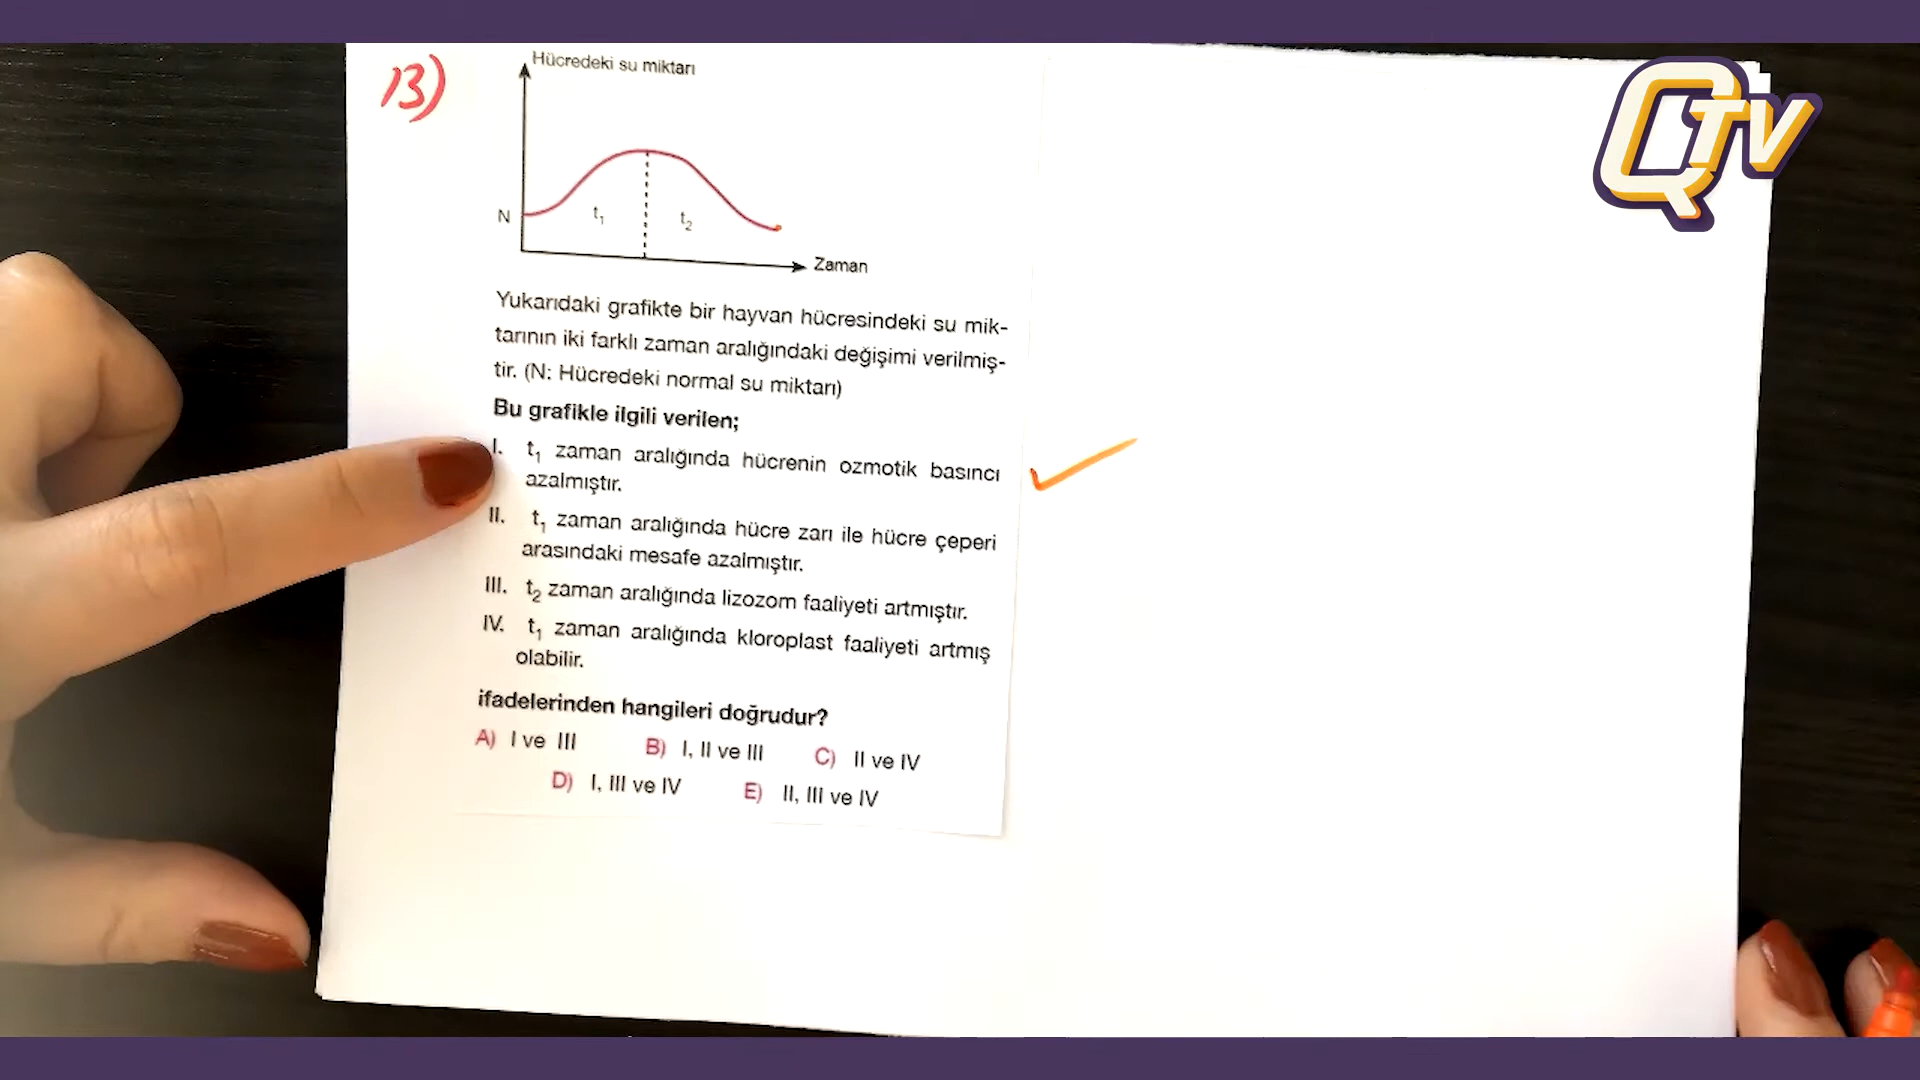 13)
Hücredeki su miktarı
QTV
N
t1
t2
Zaman
Yukarıdaki grafikte bir hayvan hücresindeki su mik-
tarının iki farklı zaman aralığındaki değişimi verilmiş-
tir. (N: Hücredeki normal su miktarı)
Bu grafikle ilgili verilen;
I. t1 zaman aralığında hücrenin ozmotik basıncı
azalmıştır.
II. t1 zaman aralığında hücre zarı ile hücre çeperi
arasındaki mesafe azalmıştır.
III. t2 zaman aralığında lizozom faaliyeti artmıştır.
IV. t1 zaman aralığında kloroplast faaliyeti artmış
olabilir.
ifadelerinden hangileri doğrudur?
A) I ve III B) I, II ve III C) II ve IV
D) I, III ve IV E) II, III ve IV